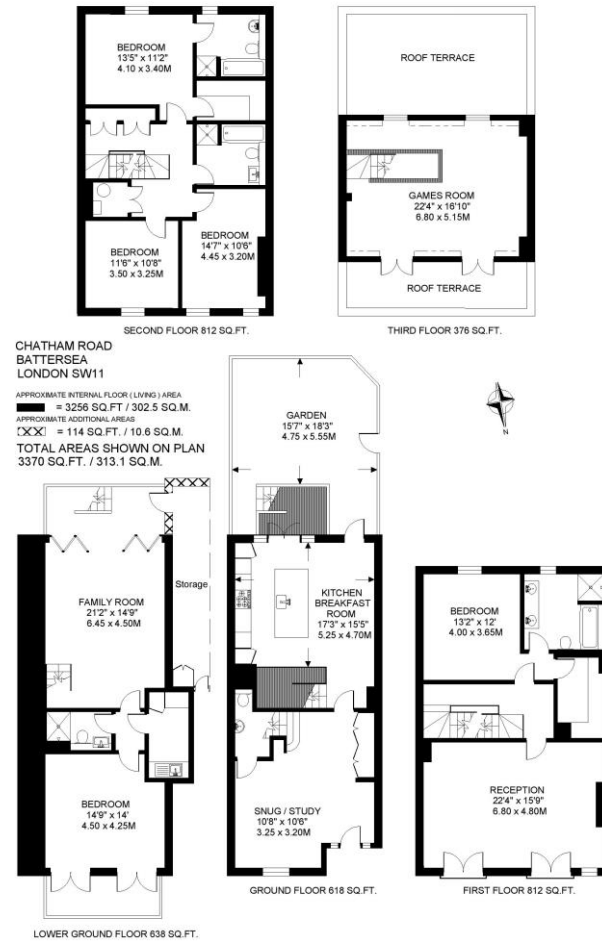 BEDROOM
13'5" x 11'2"
4.10 x 3.40M
BEDROOM
11'6" x 10'8"
3.50 x 3.25M
BEDROOM
14'7" x 10'6"
4.45 x 3.20M
SECOND FLOOR 812 SQ.FT.
ROOF TERRACE
GAMES ROOM
22'4" x 16'10"
6.80 x 5.15M
ROOF TERRACE
THIRD FLOOR 376 SQ.FT.
CHATHAM ROAD
BATTERSEA
LONDON SW11
APPROXIMATE INTERNAL FLOOR ( LIVING ) AREA
= 3256 SQ.FT / 302.5 SQ.M.
APPROXIMATE ADDITIONAL AREAS
= 114 SQ.FT. / 10.6 SQ.M.
TOTAL AREAS SHOWN ON PLAN
3370 SQ.FT. / 313.1 SQ.M.
N
FAMILY ROOM
21'2" x 14'9"
6.45 x 4.50M
Storage
BEDROOM
14'9" x 14'
4.50 x 4.25M
LOWER GROUND FLOOR 638 SQ.FT.
GARDEN
15'7" x 18'3"
4.75 x 5.55M
KITCHEN
BREAKFAST
ROOM
17'3" x 15'5"
5.25 x 4.70M
SNUG / STUDY
10'8" x 10'6"
3.25 x 3.20M
GROUND FLOOR 618 SQ.FT.
BEDROOM
13'2" x 12'
4.00 x 3.65M
RECEPTION
22'4" x 15'9"
6.80 x 4.80M
FIRST FLOOR 812 SQ.FT.